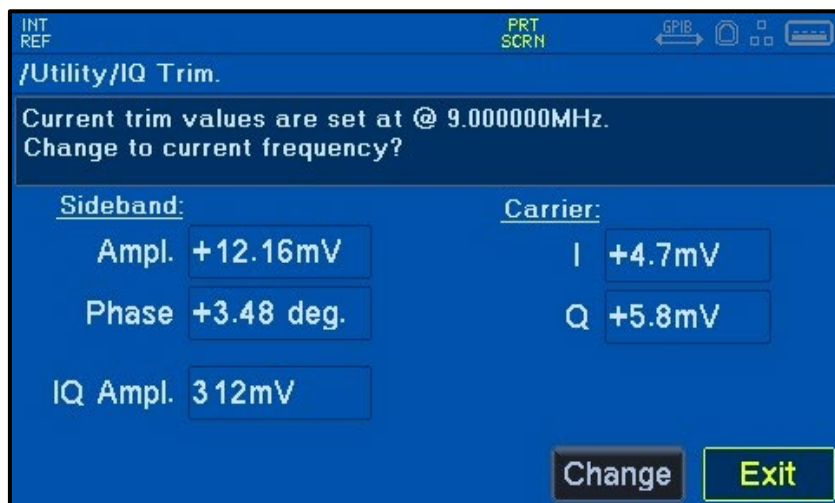 INT
REF
PRT
SCRN
GPIB
/Utility/IQ Trim.
Current trim values are set at @ 9.000000MHz.
Change to current frequency?
Sideband:
Carrier:
Ampl. +12.16mV
I +4.7mV
Phase +3.48 deg.
Q +5.8mV
IQ Ampl. 312mV
Change
Exit